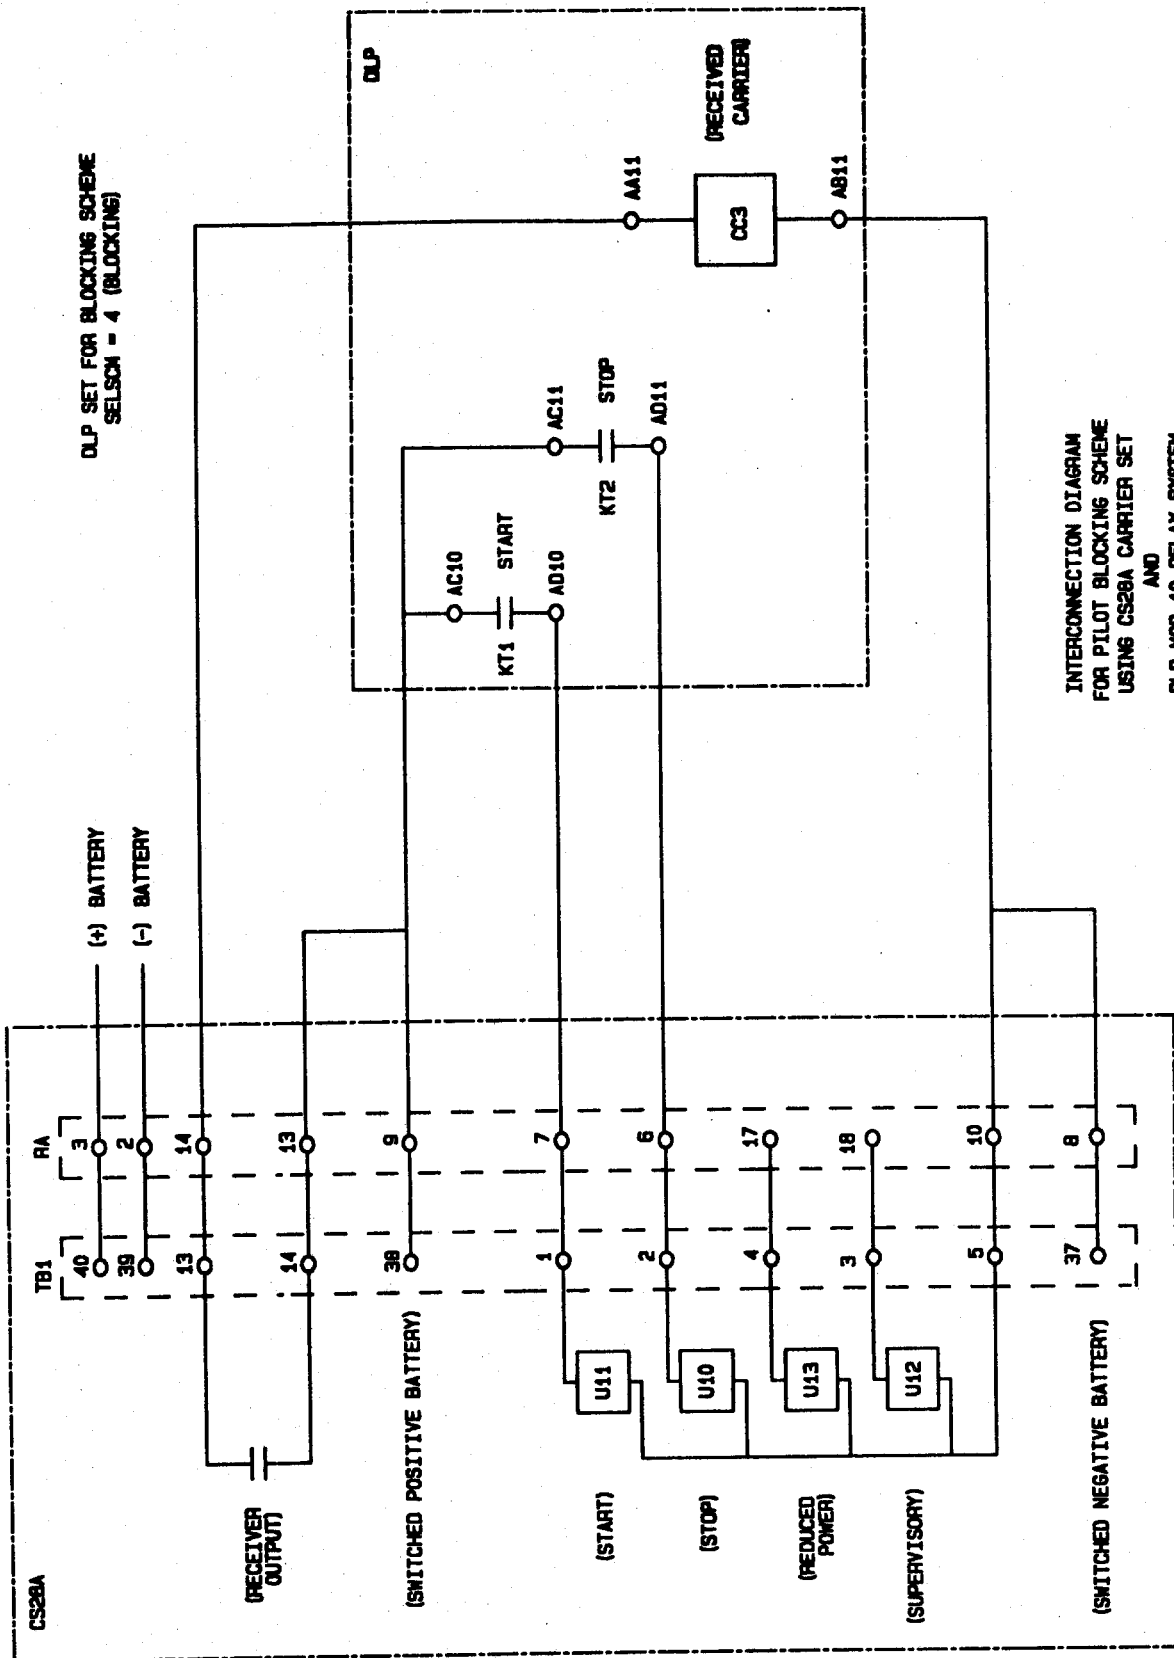 CS28A
TB1
RA
40
3
(+) BATTERY
39
2
(-) BATTERY
13
14
14
13
(RECEIVER
OUTPUT)
38
9
(SWITCHED POSITIVE BATTERY)
1
7
U11
(START)
2
6
U10
(STOP)
4
17
U13
(REDUCED
POWER)
3
18
U12
(SUPERVISORY)
5
10
37
8
(SWITCHED NEGATIVE BATTERY)
DLP SET FOR BLOCKING SCHEME
SELSCM = 4 (BLOCKING)
DLP
AC10
KT1
START
AD10
AC11
KT2
STOP
AD11
AA11
CC3
(RECEIVED
CARRIER)
AB11
INTERCONNECTION DIAGRAM
FOR PILOT BLOCKING SCHEME
USING CS28A CARRIER SET
AND